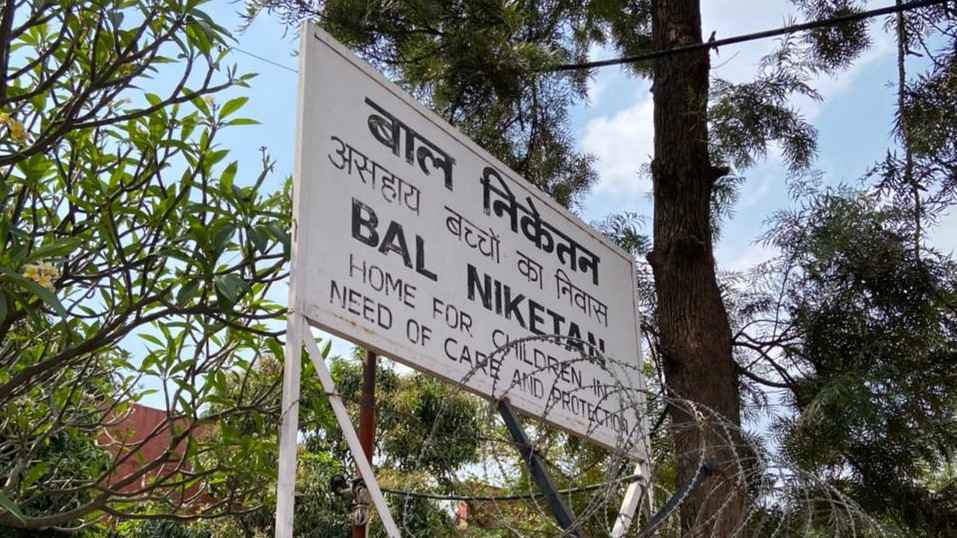 बाल निकेतन
असहाय बच्चों का निवास
BAL NIKETAN
HOME FOR CHILDREN IN
NEED OF CARE AND PROTECTION